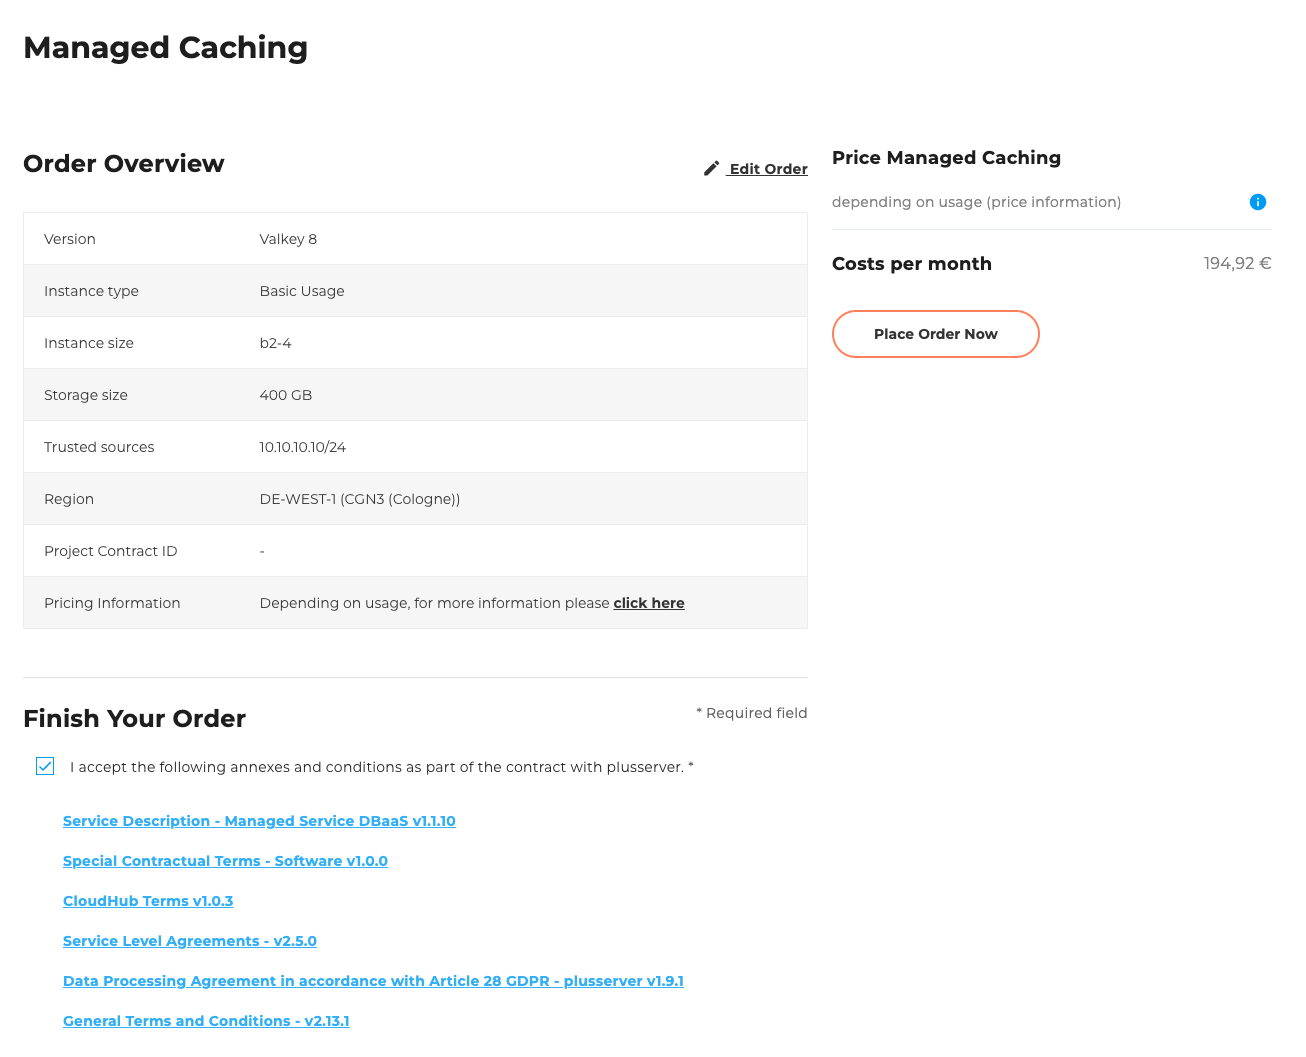 Managed Caching
Order Overview
Edit Order
Version Valkey 8
Instance type Basic Usage
Instance size b2-4
Storage size 400 GB
Trusted sources 10.10.10.10/24
Region DE-WEST-1 (CGN3 (Cologne))
Project Contract ID -
Pricing Information Depending on usage, for more information please click here
Price Managed Caching
depending on usage (price information)
Costs per month 194,92 €
Place Order Now
Finish Your Order
* Required field
I accept the following annexes and conditions as part of the contract with plusserver. *
Service Description - Managed Service DBaaS v1.1.10
Special Contractual Terms - Software v1.0.0
CloudHub Terms v1.0.3
Service Level Agreements - v2.5.0
Data Processing Agreement in accordance with Article 28 GDPR - plusserver v1.9.1
General Terms and Conditions - v2.13.1